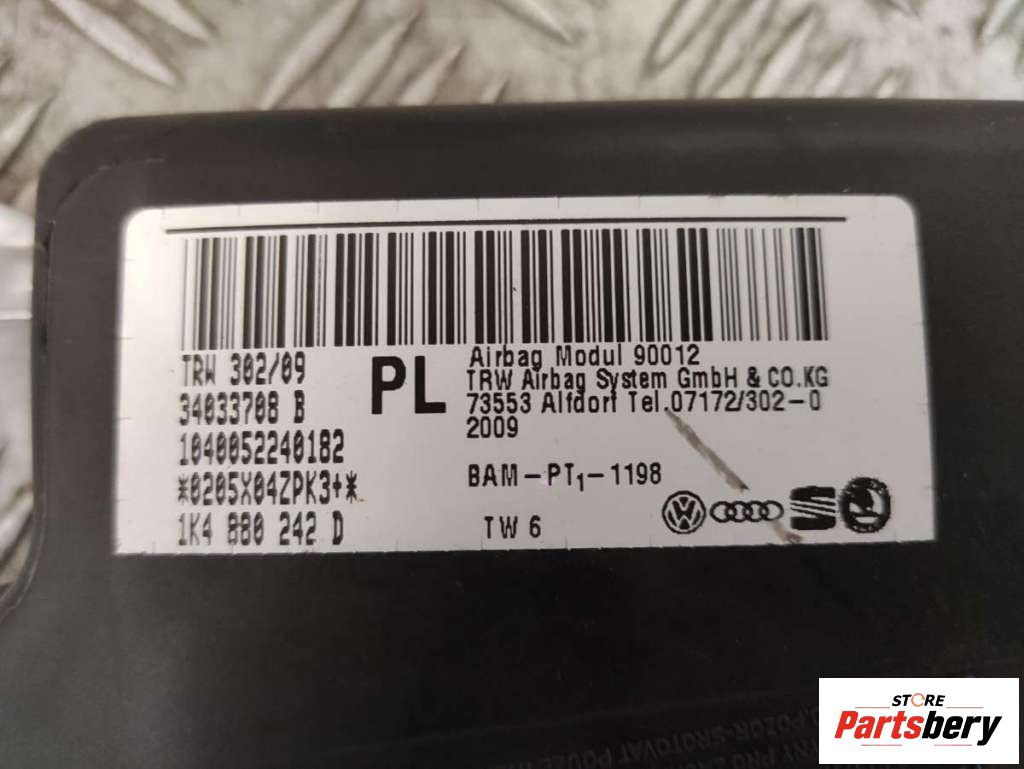 TRW 302/09
34033708 B
1040052240182
*0205X04ZPK3+*
1K4 880 242 D
PL
Airbag Modul 90012
TRW Airbag System GmbH & CO.KG
73553 Alfdorf Tel.07172/302-0
2009
BAM-PT1-1198
TW 6
STORE
Partsbery